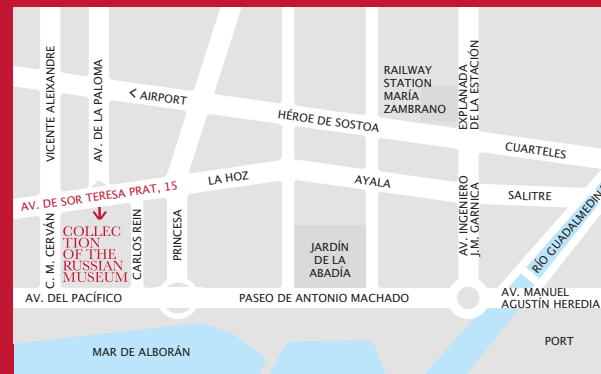 VICENTE ALEIXANDRE
AV. DE LA PALOMA
< AIRPORT
HÉROE DE SOSTOA
RAILWAY
STATION
MARÍA
ZAMBRANO
EXPLANADA
DE LA ESTACIÓN
CUARTELES
AV. DE SOR TERESA PRAT, 15
LA HOZ
AYALA
SALITRE
C. M. CERVÁN
COLLEC
TION
OF THE
RUSSIAN
MUSEUM
CARLOS REIN
PRINCESA
JARDÍN
DE LA
ABADÍA
AV. INGENIERO
J.M. GARNICA
AV. DEL PACÍFICO
PASEO DE ANTONIO MACHADO
AV. MANUEL
AGUSTÍN HEREDIA
MAR DE ALBORÁN
PORT